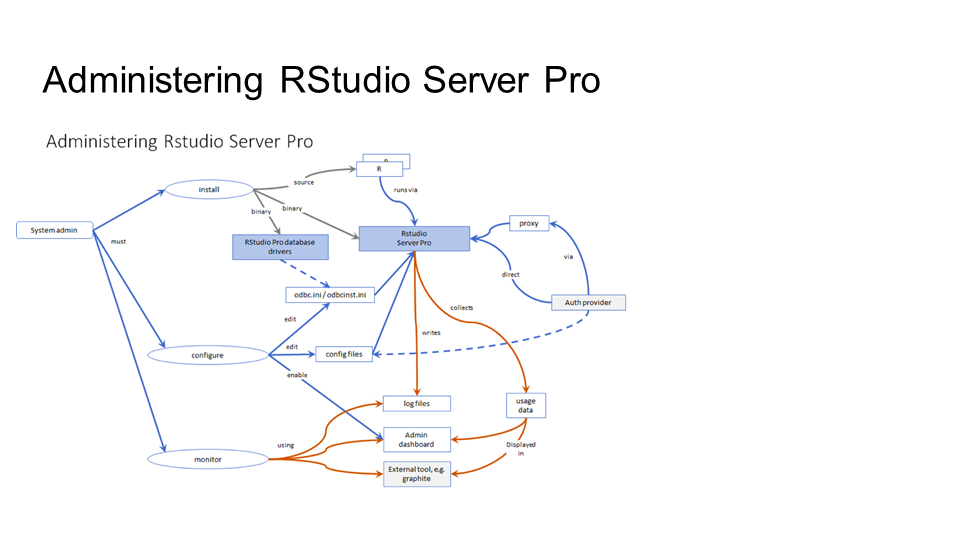 Administering RStudio Server Pro
Administering Rstudio Server Pro
R
install
source
R
runs via
binary
binary
System admin
must
RStudio Pro database
drivers
Rstudio
Server Pro
proxy
via
direct
odbc.ini / odbcinst.ini
Auth provider
collects
edit
writes
edit
configure
config files
enable
log files
usage
data
using
Admin
dashboard
Displayed
in
monitor
External tool, e.g.
graphite